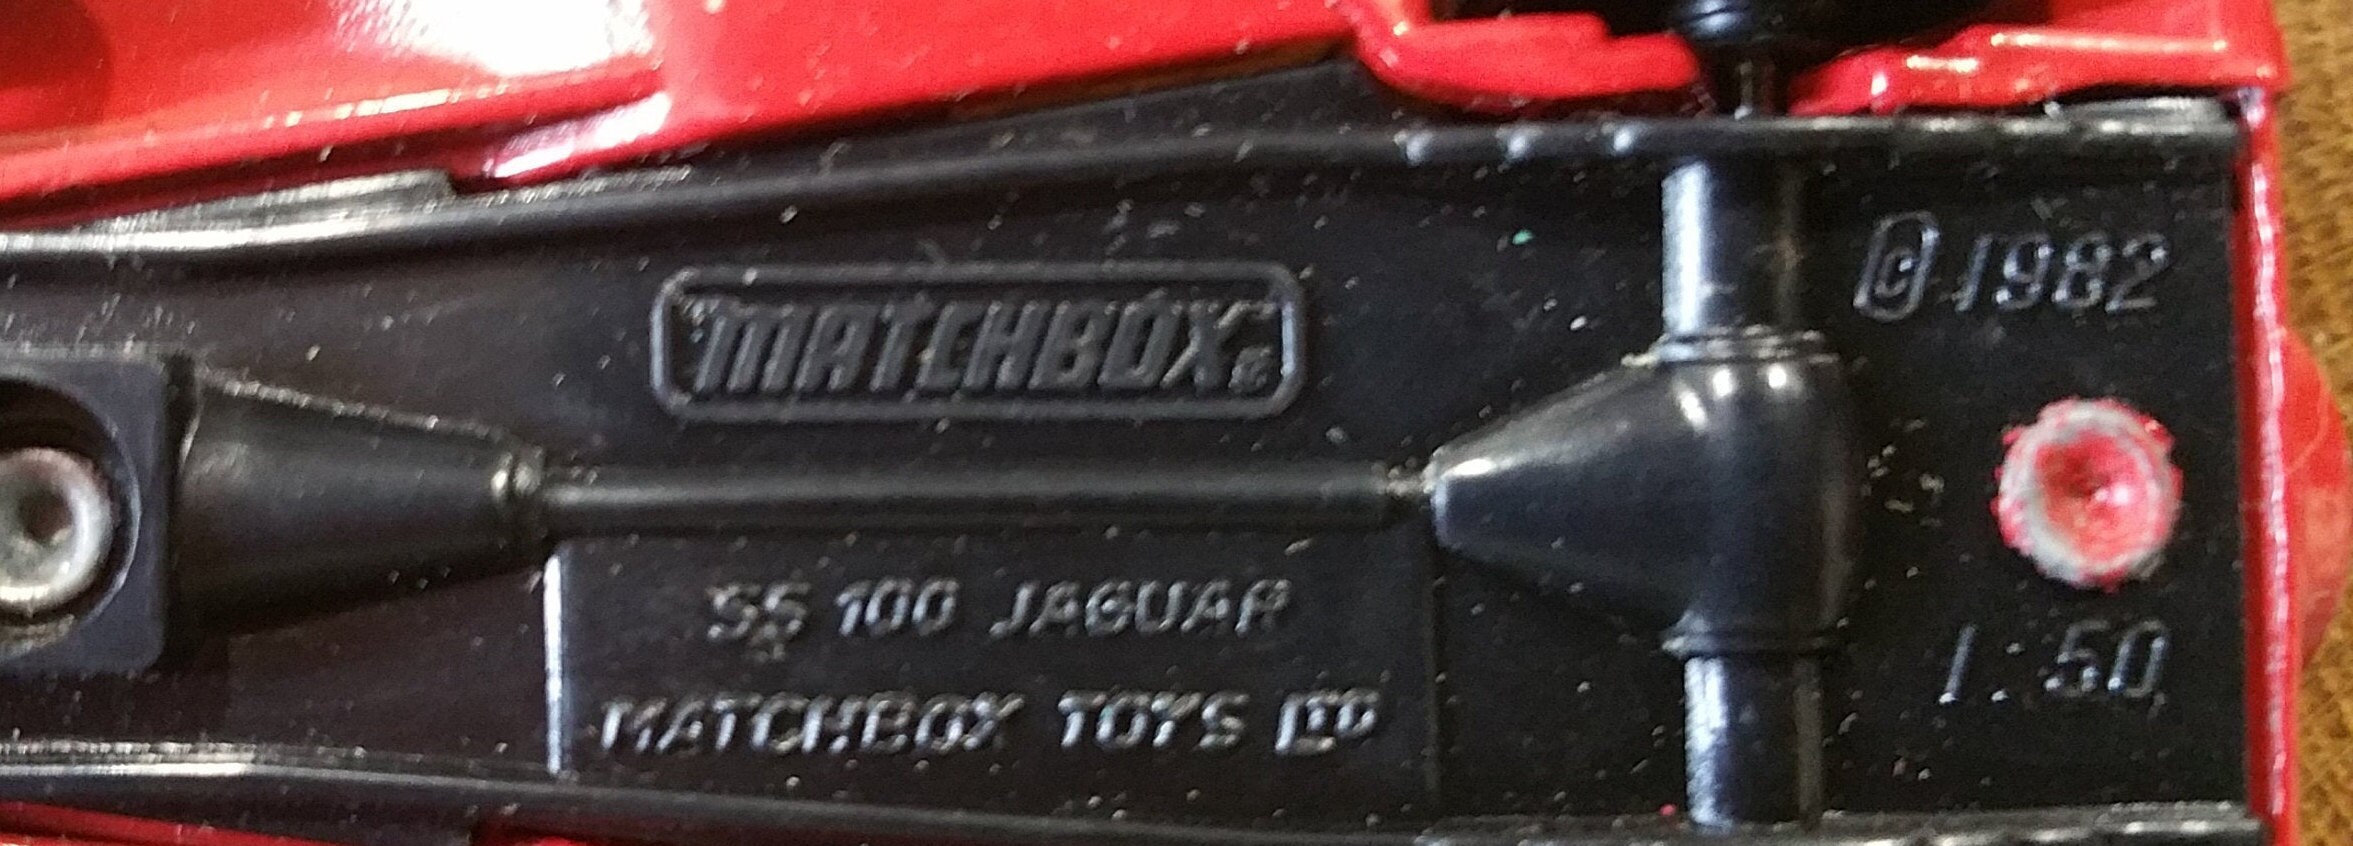 "MATCHBOX"®
© 1982
SS 100 JAGUAR
MATCHBOX TOYS LTD
1:50